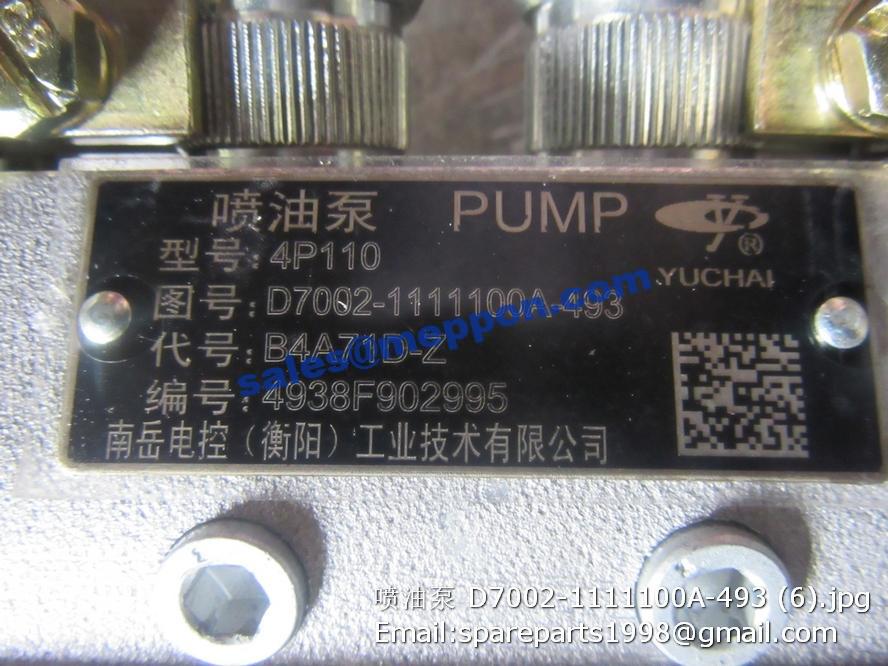 喷油泵 PUMP
YUCHAI
型号: 4P110
图号: D7002-1111100A-493
代号: B4A7 D-Z
编号: 4938F902995
南岳电控（衡阳）工业技术有限公司
sales@meppon.com
喷油泵 D7002-1111100A-493 (6).jpg
Email:spareparts1998@gmail.com